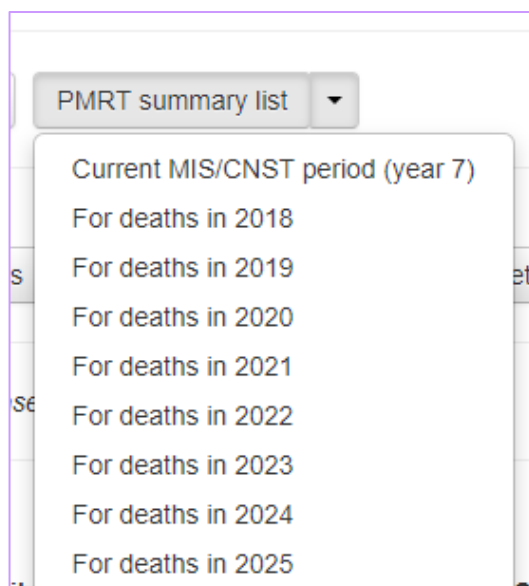 PMRT summary list
Current MIS/CNST period (year 7)
For deaths in 2018
For deaths in 2019
For deaths in 2020
For deaths in 2021
For deaths in 2022
For deaths in 2023
For deaths in 2024
For deaths in 2025